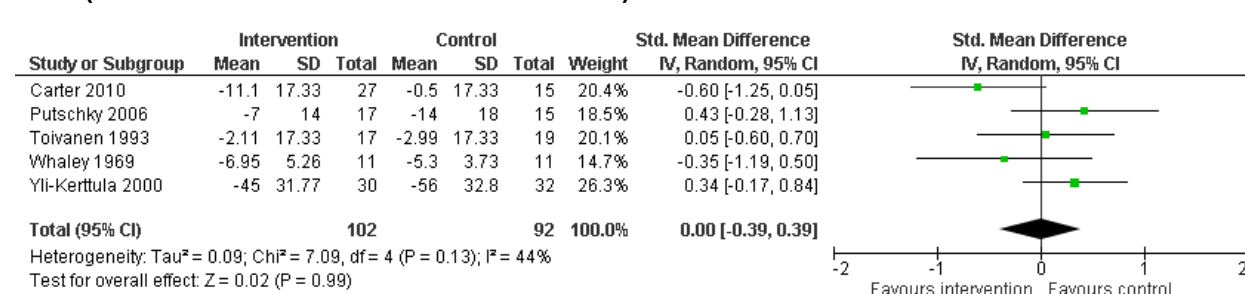 Intervention Control Std. Mean Difference Std. Mean Difference
Study or Subgroup Mean SD Total Mean SD Total Weight IV, Random, 95% CI IV, Random, 95% CI
Carter 2010 -11.1 17.33 27 -0.5 17.33 15 20.4% -0.60 [-1.25, 0.05]
Putschky 2006 -7 14 17 -14 18 15 18.5% 0.43 [-0.28, 1.13]
Toivanen 1993 -2.11 17.33 17 -2.99 17.33 19 20.1% 0.05 [-0.60, 0.70]
Whaley 1969 -6.95 5.26 11 -5.3 3.73 11 14.7% -0.35 [-1.19, 0.50]
Yli-Kerttula 2000 -45 31.77 30 -56 32.8 32 26.3% 0.34 [-0.17, 0.84]
Total (95% CI) 102 92 100.0% 0.00 [-0.39, 0.39]
Heterogeneity: Tau² = 0.09; Chi² = 7.09, df = 4 (P = 0.13); I² = 44%
Test for overall effect: Z = 0.02 (P = 0.99)
-2 -1 0 1 2
Favours intervention Favours control